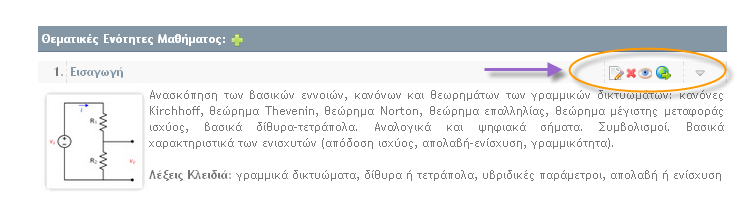 Θεματικές Ενότητες Μαθήματος:
1. Εισαγωγή
Ανασκόπηση των βασικών εννοιών, κανόνων και θεωρημάτων των γραμμικών δικτυωμάτων: κανόνες
Kirchhoff, θεώρημα Thevenin, θεώρημα Norton, θεώρημα επαλληλίας, θεώρημα μέγιστης μεταφοράς
ισχύος, βασικά δίθυρα-τετράπολα. Αναλογικά και ψηφιακά σήματα. Συμβολισμοί. Βασικά
χαρακτηριστικά των ενισχυτών (απόδοση ισχύος, απολαβή-ενίσχυση, γραμμικότητα).
Λέξεις Κλειδιά: γραμμικά δικτυώματα, δίθυρα ή τετράπολα, υβριδικές παράμετροι, απολαβή ή ενίσχυση
R₁
R₂